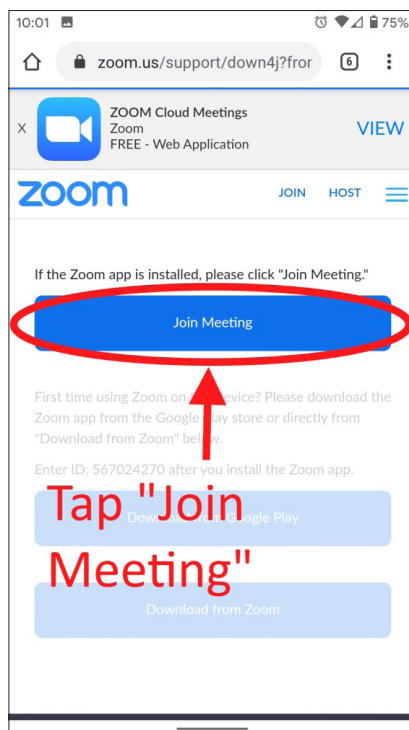 10:01 75%
zoom.us/support/down4j?fror 6
X
ZOOM Cloud Meetings
Zoom
FREE - Web Application
VIEW
zoom JOIN HOST
If the Zoom app is installed, please click "Join Meeting."
Join Meeting
First time using Zoom on device? Please download the
Zoom app from the Google Play store or directly from
"Download from Zoom" below.
Enter ID: 567024270 after you install the Zoom app.
Tap "Join
Download from Google Play
Meeting"
Download from Zoom